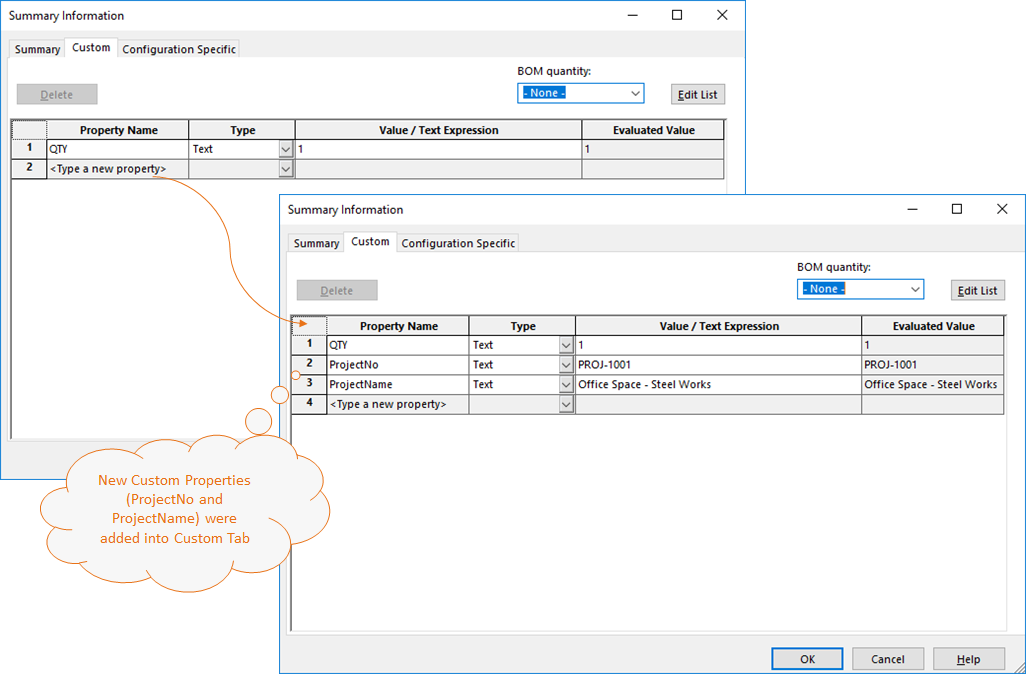 Summary Information
Summary Custom Configuration Specific
BOM quantity:
Delete - None - Edit List
Property Name Type Value / Text Expression Evaluated Value
1 QTY Text 1 1
2 <Type a new property>
Summary Information
Summary Custom Configuration Specific
BOM quantity:
Delete - None - Edit List
Property Name Type Value / Text Expression Evaluated Value
1 QTY Text 1 1
2 ProjectNo Text PROJ-1001 PROJ-1001
3 ProjectName Text Office Space - Steel Works Office Space - Steel Works
4 <Type a new property>
New Custom Properties
(ProjectNo and
ProjectName) were
added into Custom Tab
OK Cancel Help